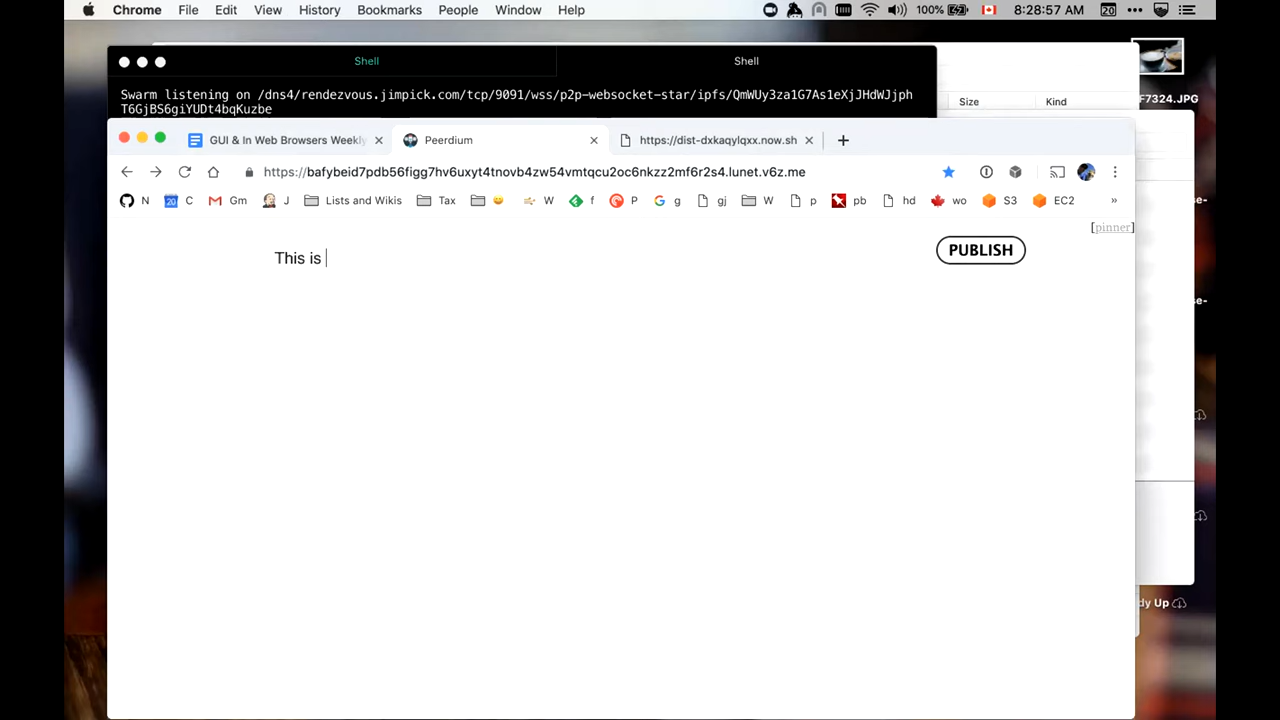 Chrome File Edit View History Bookmarks People Window Help 100% 8:28:57 AM 20
Shell Shell
Swarm listening on /dns4/rendezvous.jimpick.com/tcp/9091/wss/p2p-websocket-star/ipfs/QmWUy3za1G7As1eXjJHdWJjph
T6GjBS6giYUDt4bqKuzbe
Size Kind
F7324.JPG
GUI & In Web Browsers Weekly Peerdium https://dist-dxkaqylqxx.now.sh
https://bafybeid7pdb56figg7hv6uxyt4tnovb4zw54vmtqcu2oc6nkzz2mf6r2s4.lunet.v6z.me
N C Gm J Lists and Wikis Tax W f P g gj W p pb hd wo S3 EC2 »
se-
[pinner]
This is
PUBLISH
se-
dy Up